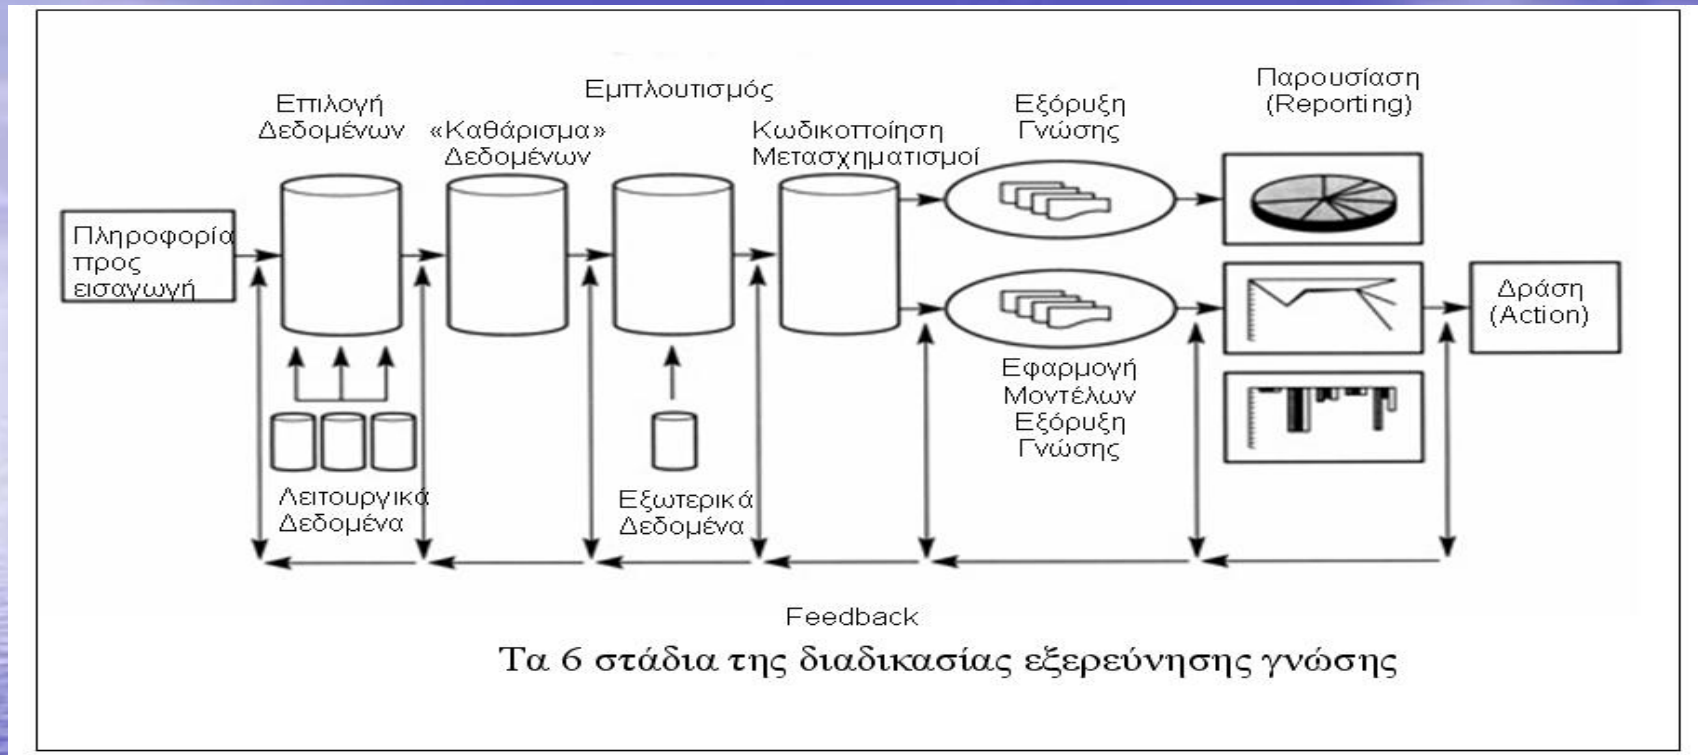 Πληροφορία
προς
εισαγωγή
Επιλογή
Δεδομένων
«Καθάρισμα»
Δεδομένων
Εμπλουτισμός
Κωδικοποίηση
Μετασχηματισμοί
Εξόρυξη
Γνώσης
Παρουσίαση
(Reporting)
Δράση
(Action)
Εφαρμογή
Μοντέλων
Εξόρυξη
Γνώσης
Λειτουργικά
Δεδομένα
Εξωτερικά
Δεδομένα
Feedback
Τα 6 στάδια της διαδικασίας εξερεύνησης γνώσης